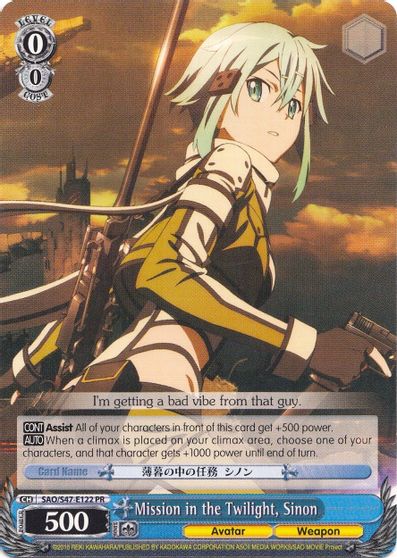 LEVEL
0
0
COST
I'm getting a bad vibe from that guy.
CONT Assist All of your characters in front of this card get +500 power.
AUTO When a climax is placed on your climax area, choose one of your
characters, and that character gets +1000 power until end of turn.
Card Name 薄暮の中の任務 シノン
CH SAO/S47-E122 PR
POWER 500 Mission in the Twilight, Sinon
Avatar Weapon
©2016 REKI KAWAHARA/PUBLISHED BY KADOKAWA CORPORATION ASCII MEDIA WORKS/SAO MOVIE Project